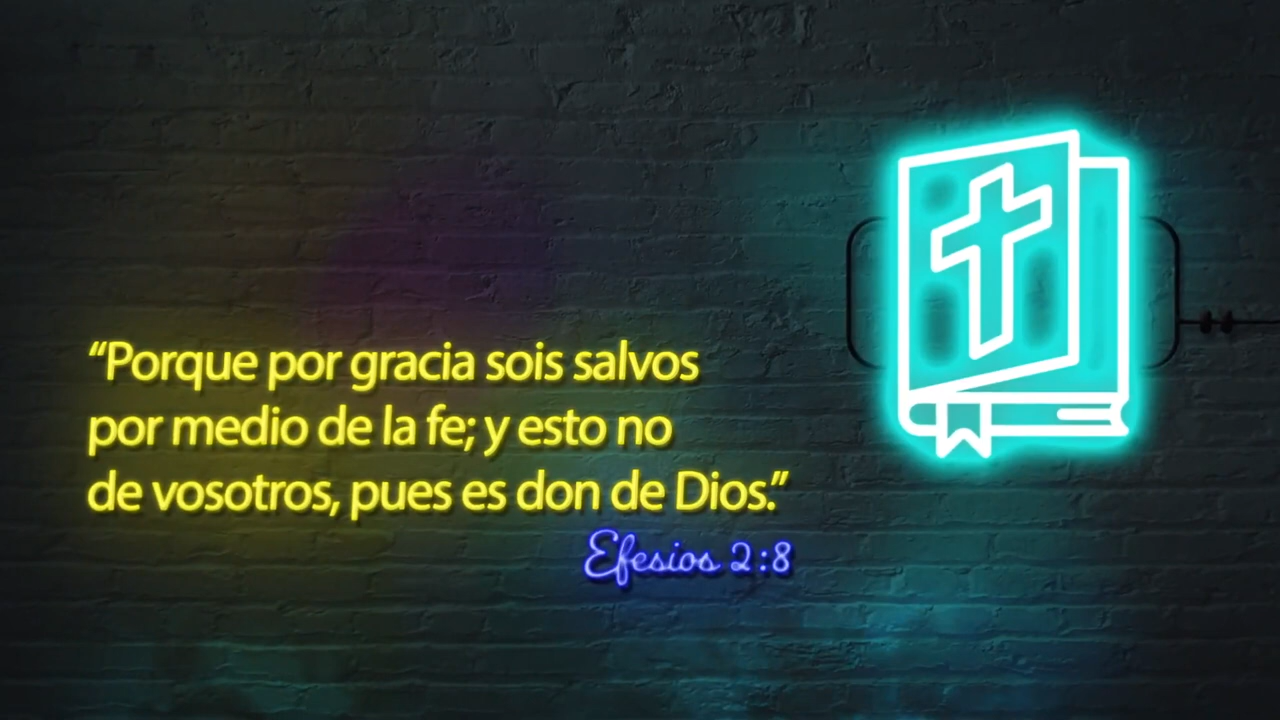 “Porque por gracia sois salvos
por medio de la fe; y esto no
de vosotros, pues es don de Dios.”
Efesios 2:8